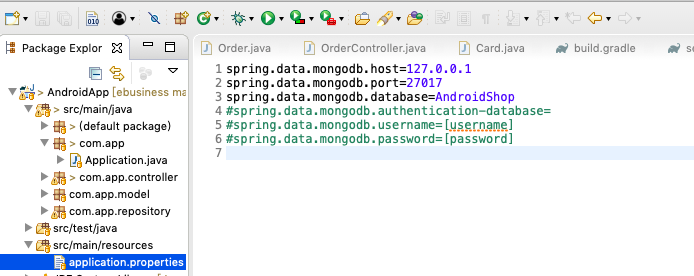 Package Explor
AndroidApp [ebusiness ma
src/main/java
> (default package)
> com.app
Application.java
> com.app.controller
com.app.model
com.app.repository
src/test/java
src/main/resources
application.properties
Order.java
OrderController.java
Card.java
build.gradle
se
1 spring.data.mongodb.host=127.0.0.1
2 spring.data.mongodb.port=27017
3 spring.data.mongodb.database=AndroidShop
4 #spring.data.mongodb.authentication-database=
5 #spring.data.mongodb.username=[username]
6 #spring.data.mongodb.password=[password]
7